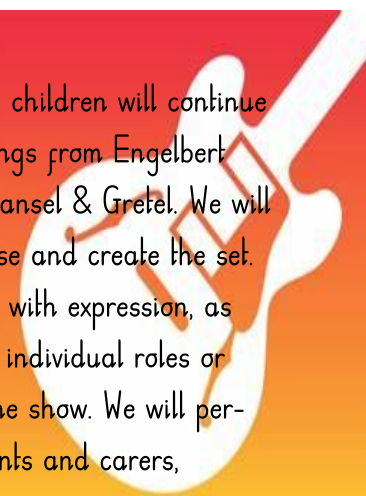 children will continue
ngs from Engelbert
ansel & Gretel. We will
se and create the set.
with expression, as
individual roles or
he show. We will per-
nts and carers,